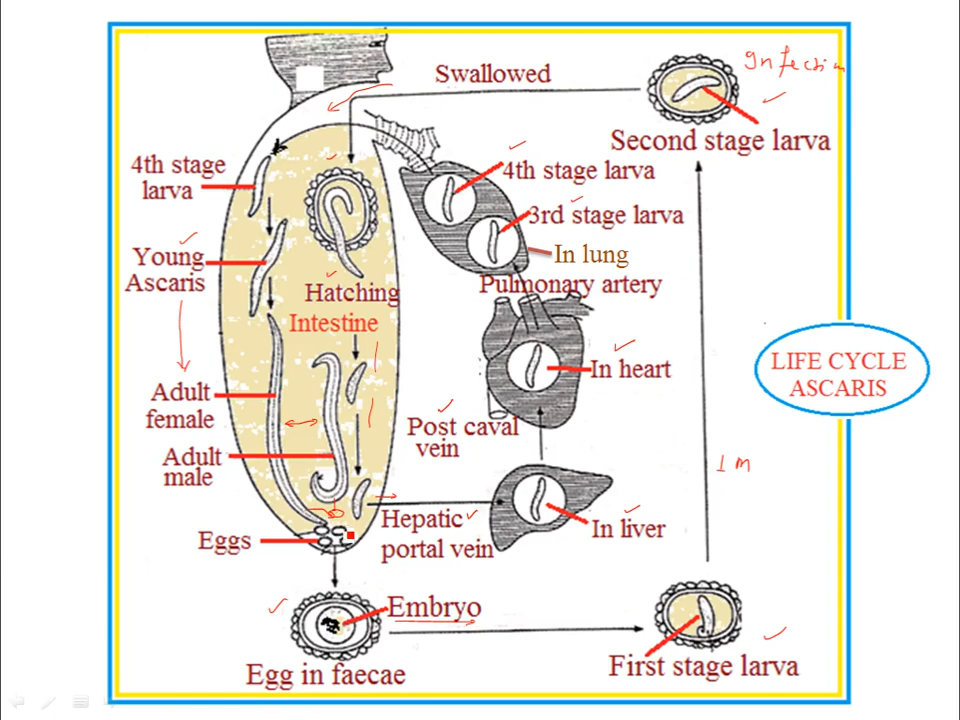 Swallowed
Infection
Second stage larva
4th stage
larva
4th stage larva
3rd stage larva
In lung
Young
Ascaris
Hatching
Intestine
Pulmonary artery
In heart
LIFE CYCLE
ASCARIS
Adult
female
Post caval
vein
Adult
male
1 m
Hepatic
portal vein
In liver
Eggs
Embryo
Egg in faecae
First stage larva